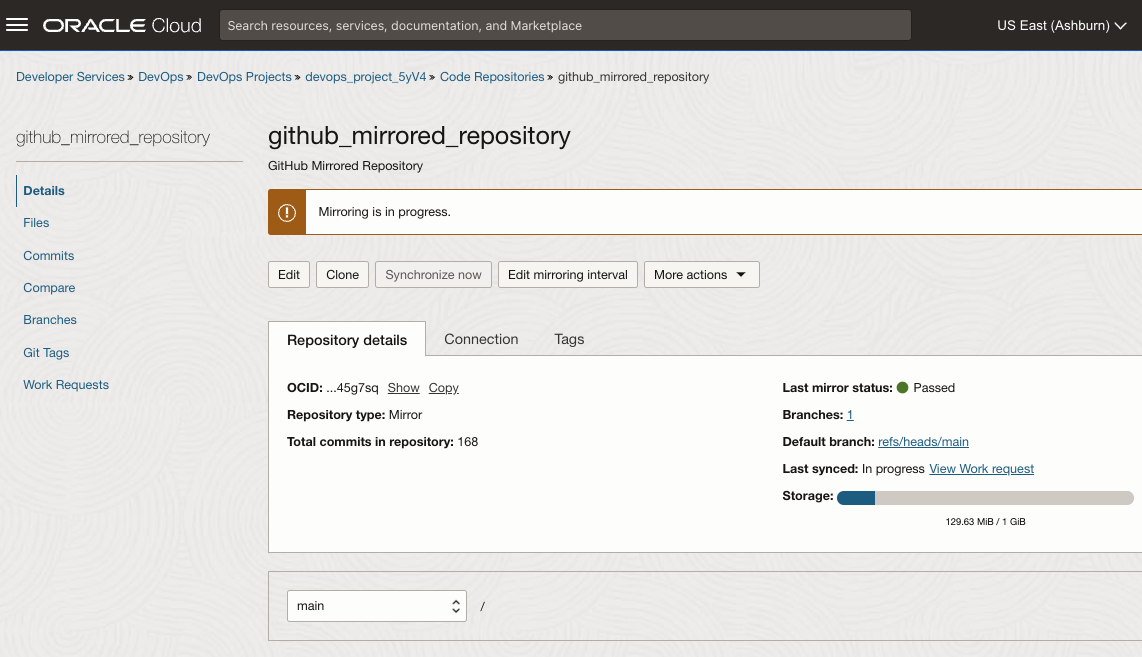 ORACLE Cloud
Search resources, services, documentation, and Marketplace
US East (Ashburn)
Developer Services » DevOps » DevOps Projects » devops_project_5yV4 » Code Repositories » github_mirrored_repository
github_mirrored_repository
Details
Files
Commits
Compare
Branches
Git Tags
Work Requests
github_mirrored_repository
GitHub Mirrored Repository
Mirroring is in progress.
Edit Clone Synchronize now Edit mirroring interval More actions
Repository details Connection Tags
OCID: ...45g7sq Show Copy
Repository type: Mirror
Total commits in repository: 168
Last mirror status: Passed
Branches: 1
Default branch: refs/heads/main
Last synced: In progress View Work request
Storage:
129.63 MiB / 1 GiB
main /